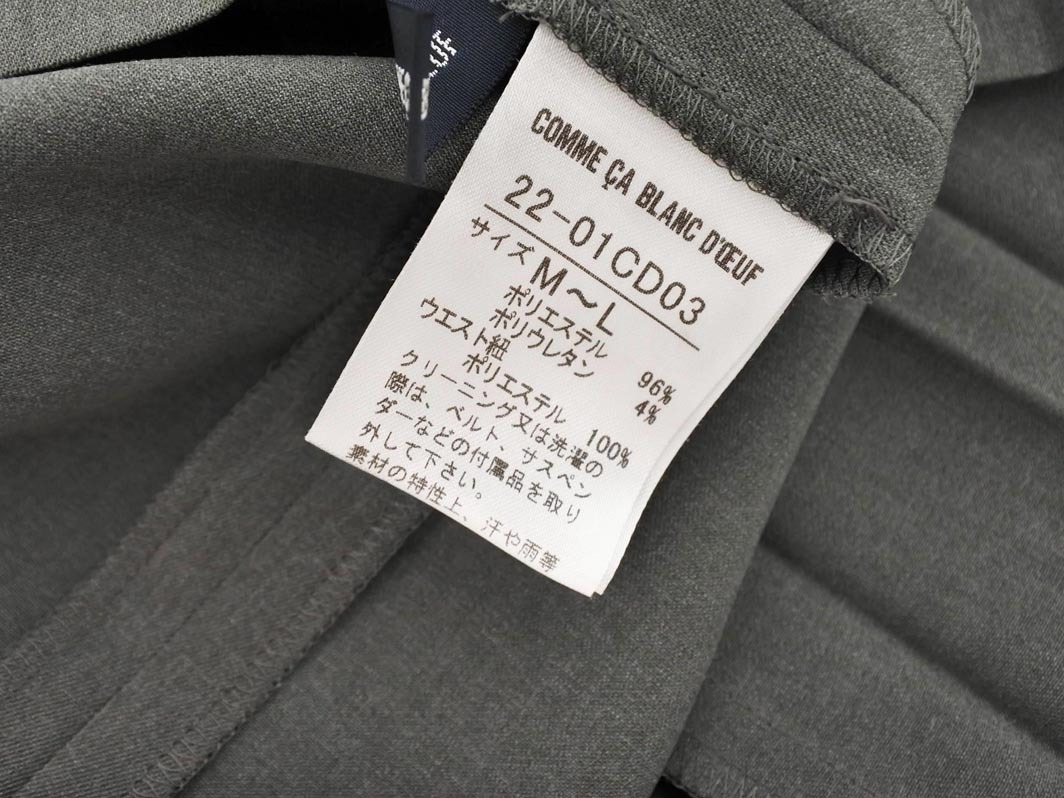 COMME ÇA BLANC D'ŒUF
22-01CD03
サイズ M～L
ポリエステル 96%
ポリウレタン 4%
ウエスト紐
ポリエステル 100%
クリーニング又は洗濯の
際は、ベルト、サスペン
ダーなどの付属品を取り
外して下さい。
素材の特性上、汗や雨等